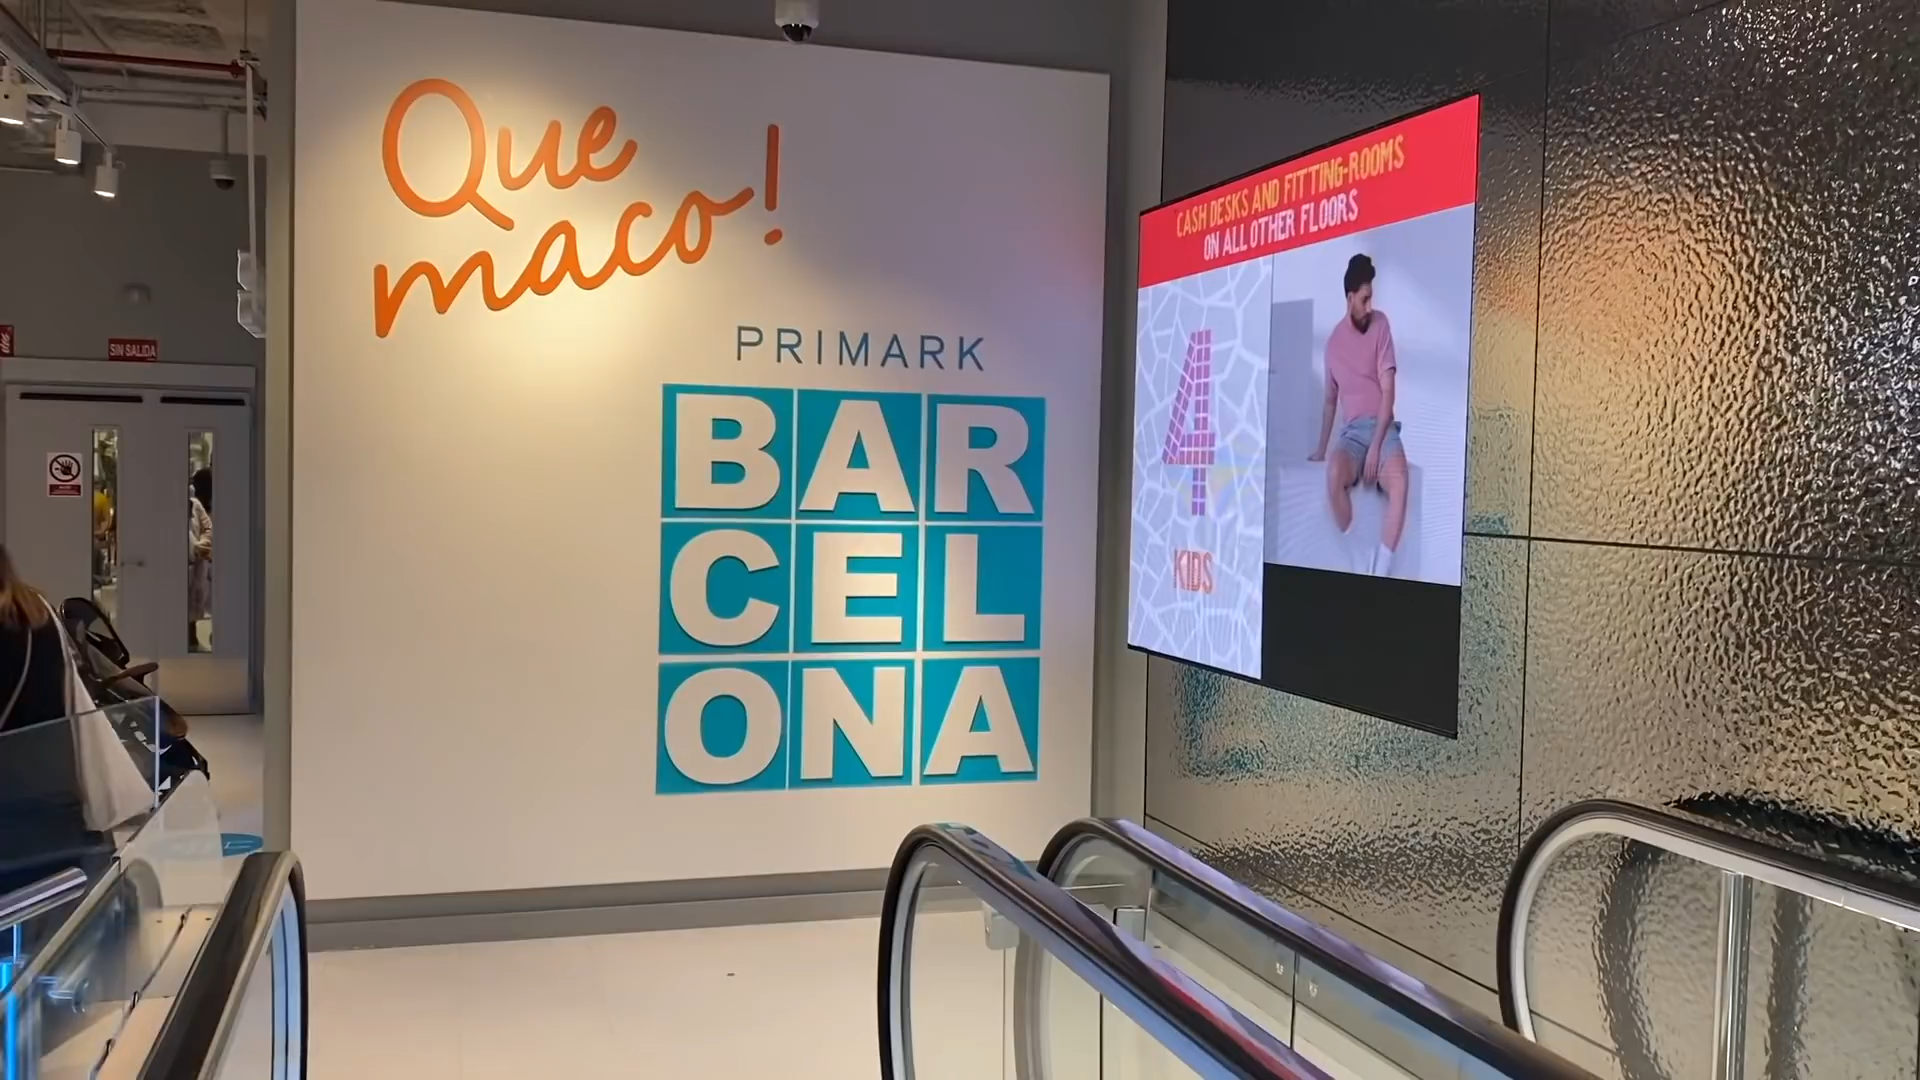 Que
maco!
PRIMARK
BAR
CEL
ONA
CASH DESKS AND FITTING-ROOMS
ON ALL OTHER FLOORS
4
KIDS
SIN SALIDA